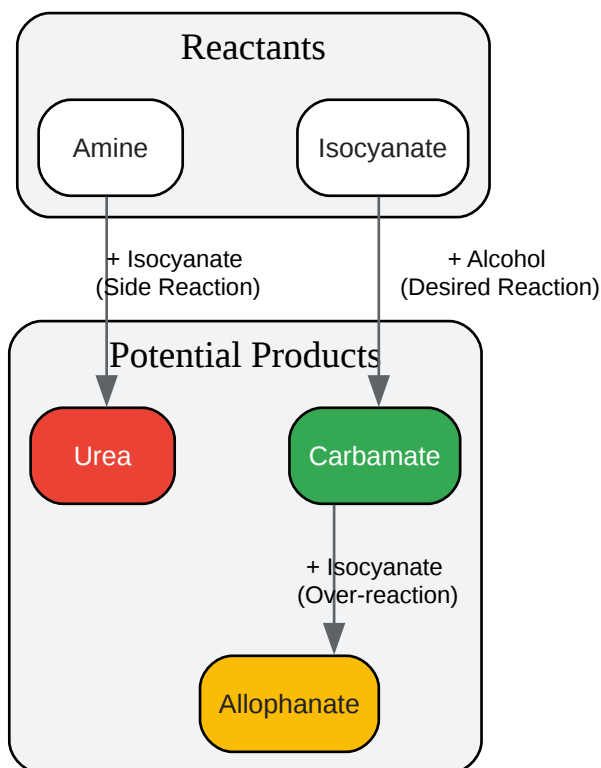 Reactants
Amine
Isocyanate
+ Isocyanate
(Side Reaction)
+ Alcohol
(Desired Reaction)
Potential Products
Urea
Carbamate
+ Isocyanate
(Over-reaction)
Allophanate